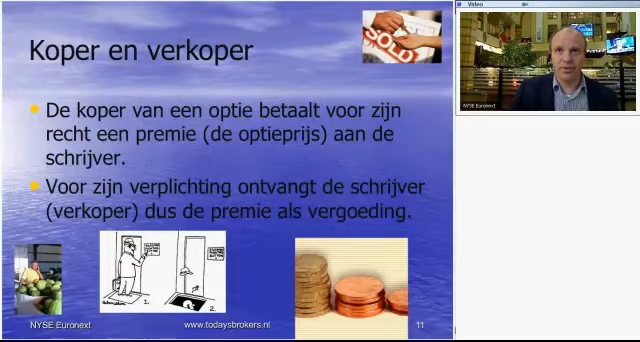 Koper en verkoper
SOLD!
De koper van een optie betaalt voor zijn
recht een premie (de optieprijs) aan de
schrijver.
Voor zijn verplichting ontvangt de schrijver
(verkoper) dus de premie als vergoeding.
1
2
NYSE Euronext
www.todaysbrokers.nl
11
Video
NYSE Euronext